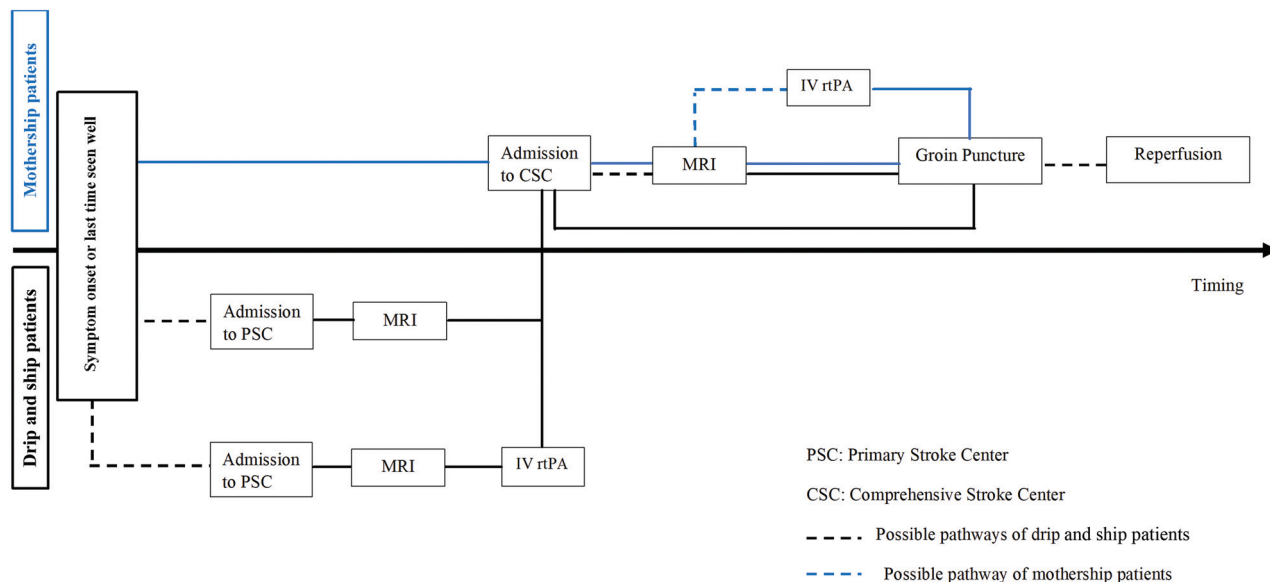 Mothership patients
Drip and ship patients
Symptom onset or last time seen well
IV rtPA
Admission
to CSC
MRI
Groin Puncture
Reperfusion
Timing
Admission
to PSC
MRI
Admission
to PSC
MRI
IV rtPA
PSC: Primary Stroke Center
CSC: Comprehensive Stroke Center
Possible pathways of drip and ship patients
Possible pathway of mothership patients